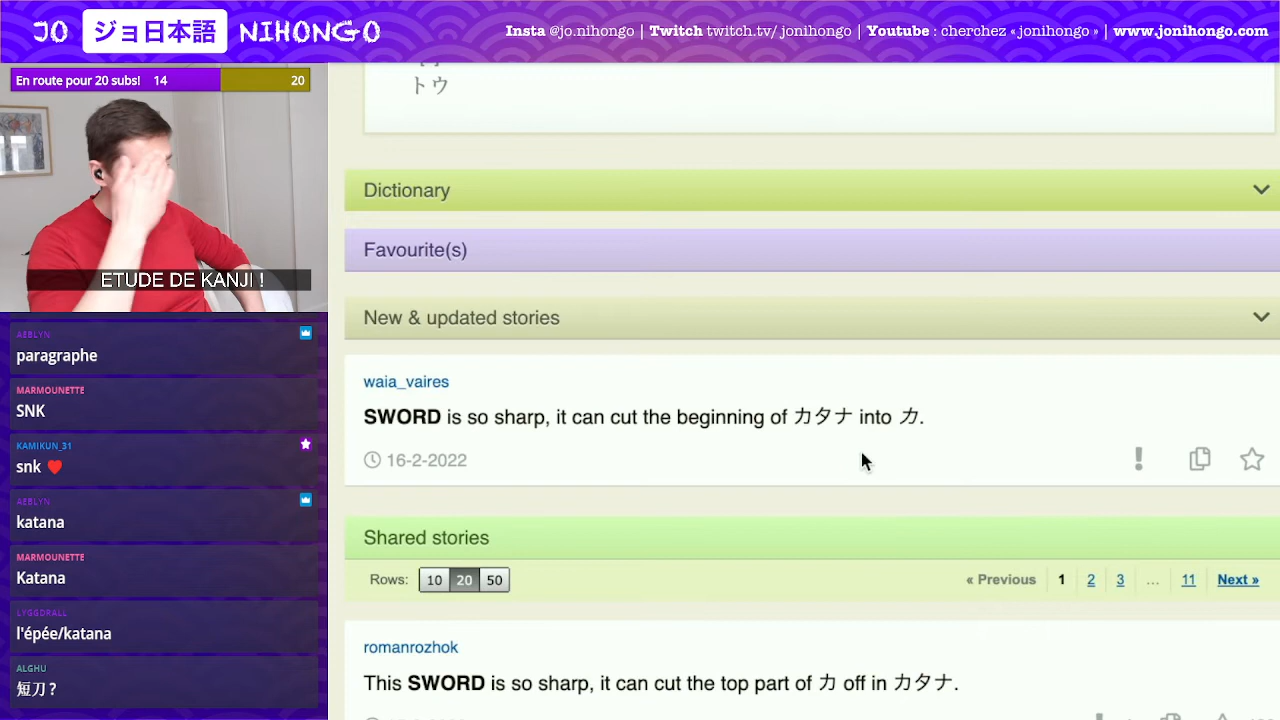 JO ジョ日本語 NIHONGO
Insta @jo.nihongo | Twitch twitch.tv/ jonihongo | Youtube : cherchez « jonihongo » | www.jonihongo.com
En route pour 20 subs! 14 20
ETUDE DE KANJI !
AEBLYN
paragraphe
MARMOUNETTE
SNK
KAMIKUN_31
snk ❤️
AEBLYN
katana
MARMOUNETTE
Katana
LYGGDRALL
l'épée/katana
ALGHU
短刀 ?
トウ
Dictionary
Favourite(s)
New & updated stories
waia_vaires
SWORD is so sharp, it can cut the beginning of カタナ into 刀.
16-2-2022
Shared stories
Rows: 10 20 50
« Previous 1 2 3 ... 11 Next »
romanrozhok
This SWORD is so sharp, it can cut the top part of カ off in カタナ.